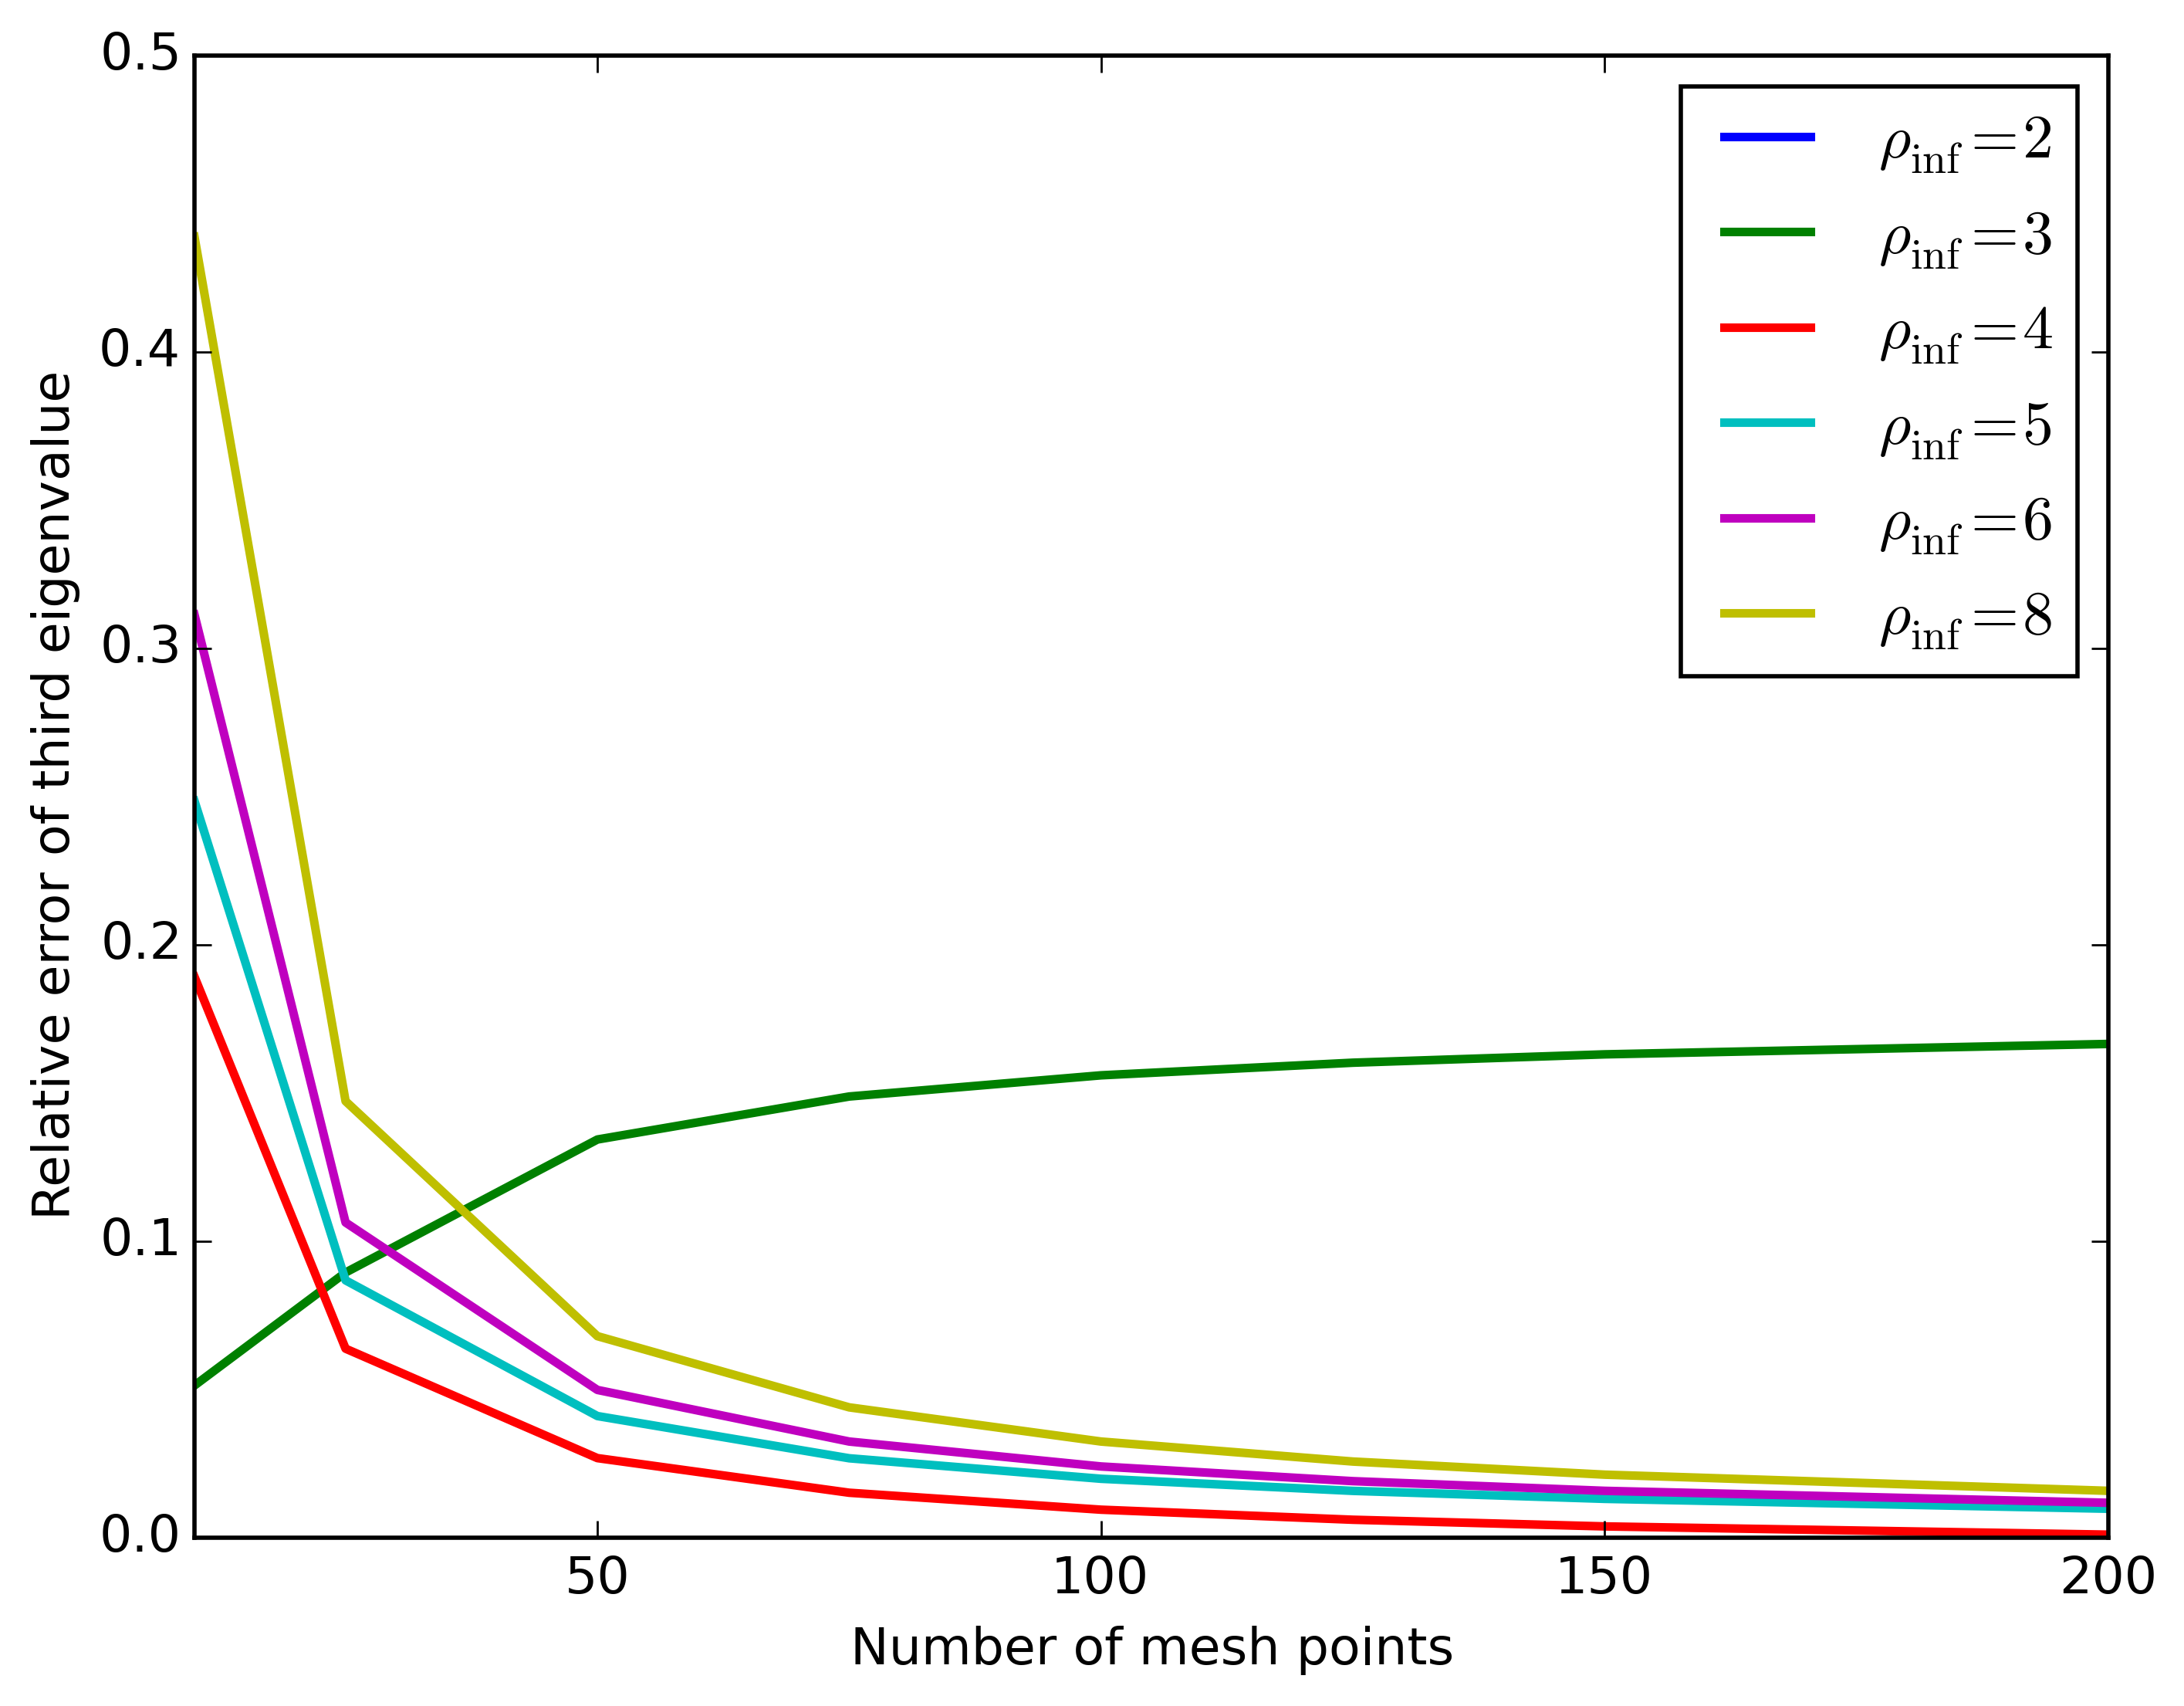 0.5
0.4
0.3
0.2
0.1
0.0
50
100
150
200
Number of mesh points
Relative error of third eigenvalue
ρinf=2
ρinf=3
ρinf=4
ρinf=5
ρinf=6
ρinf=8